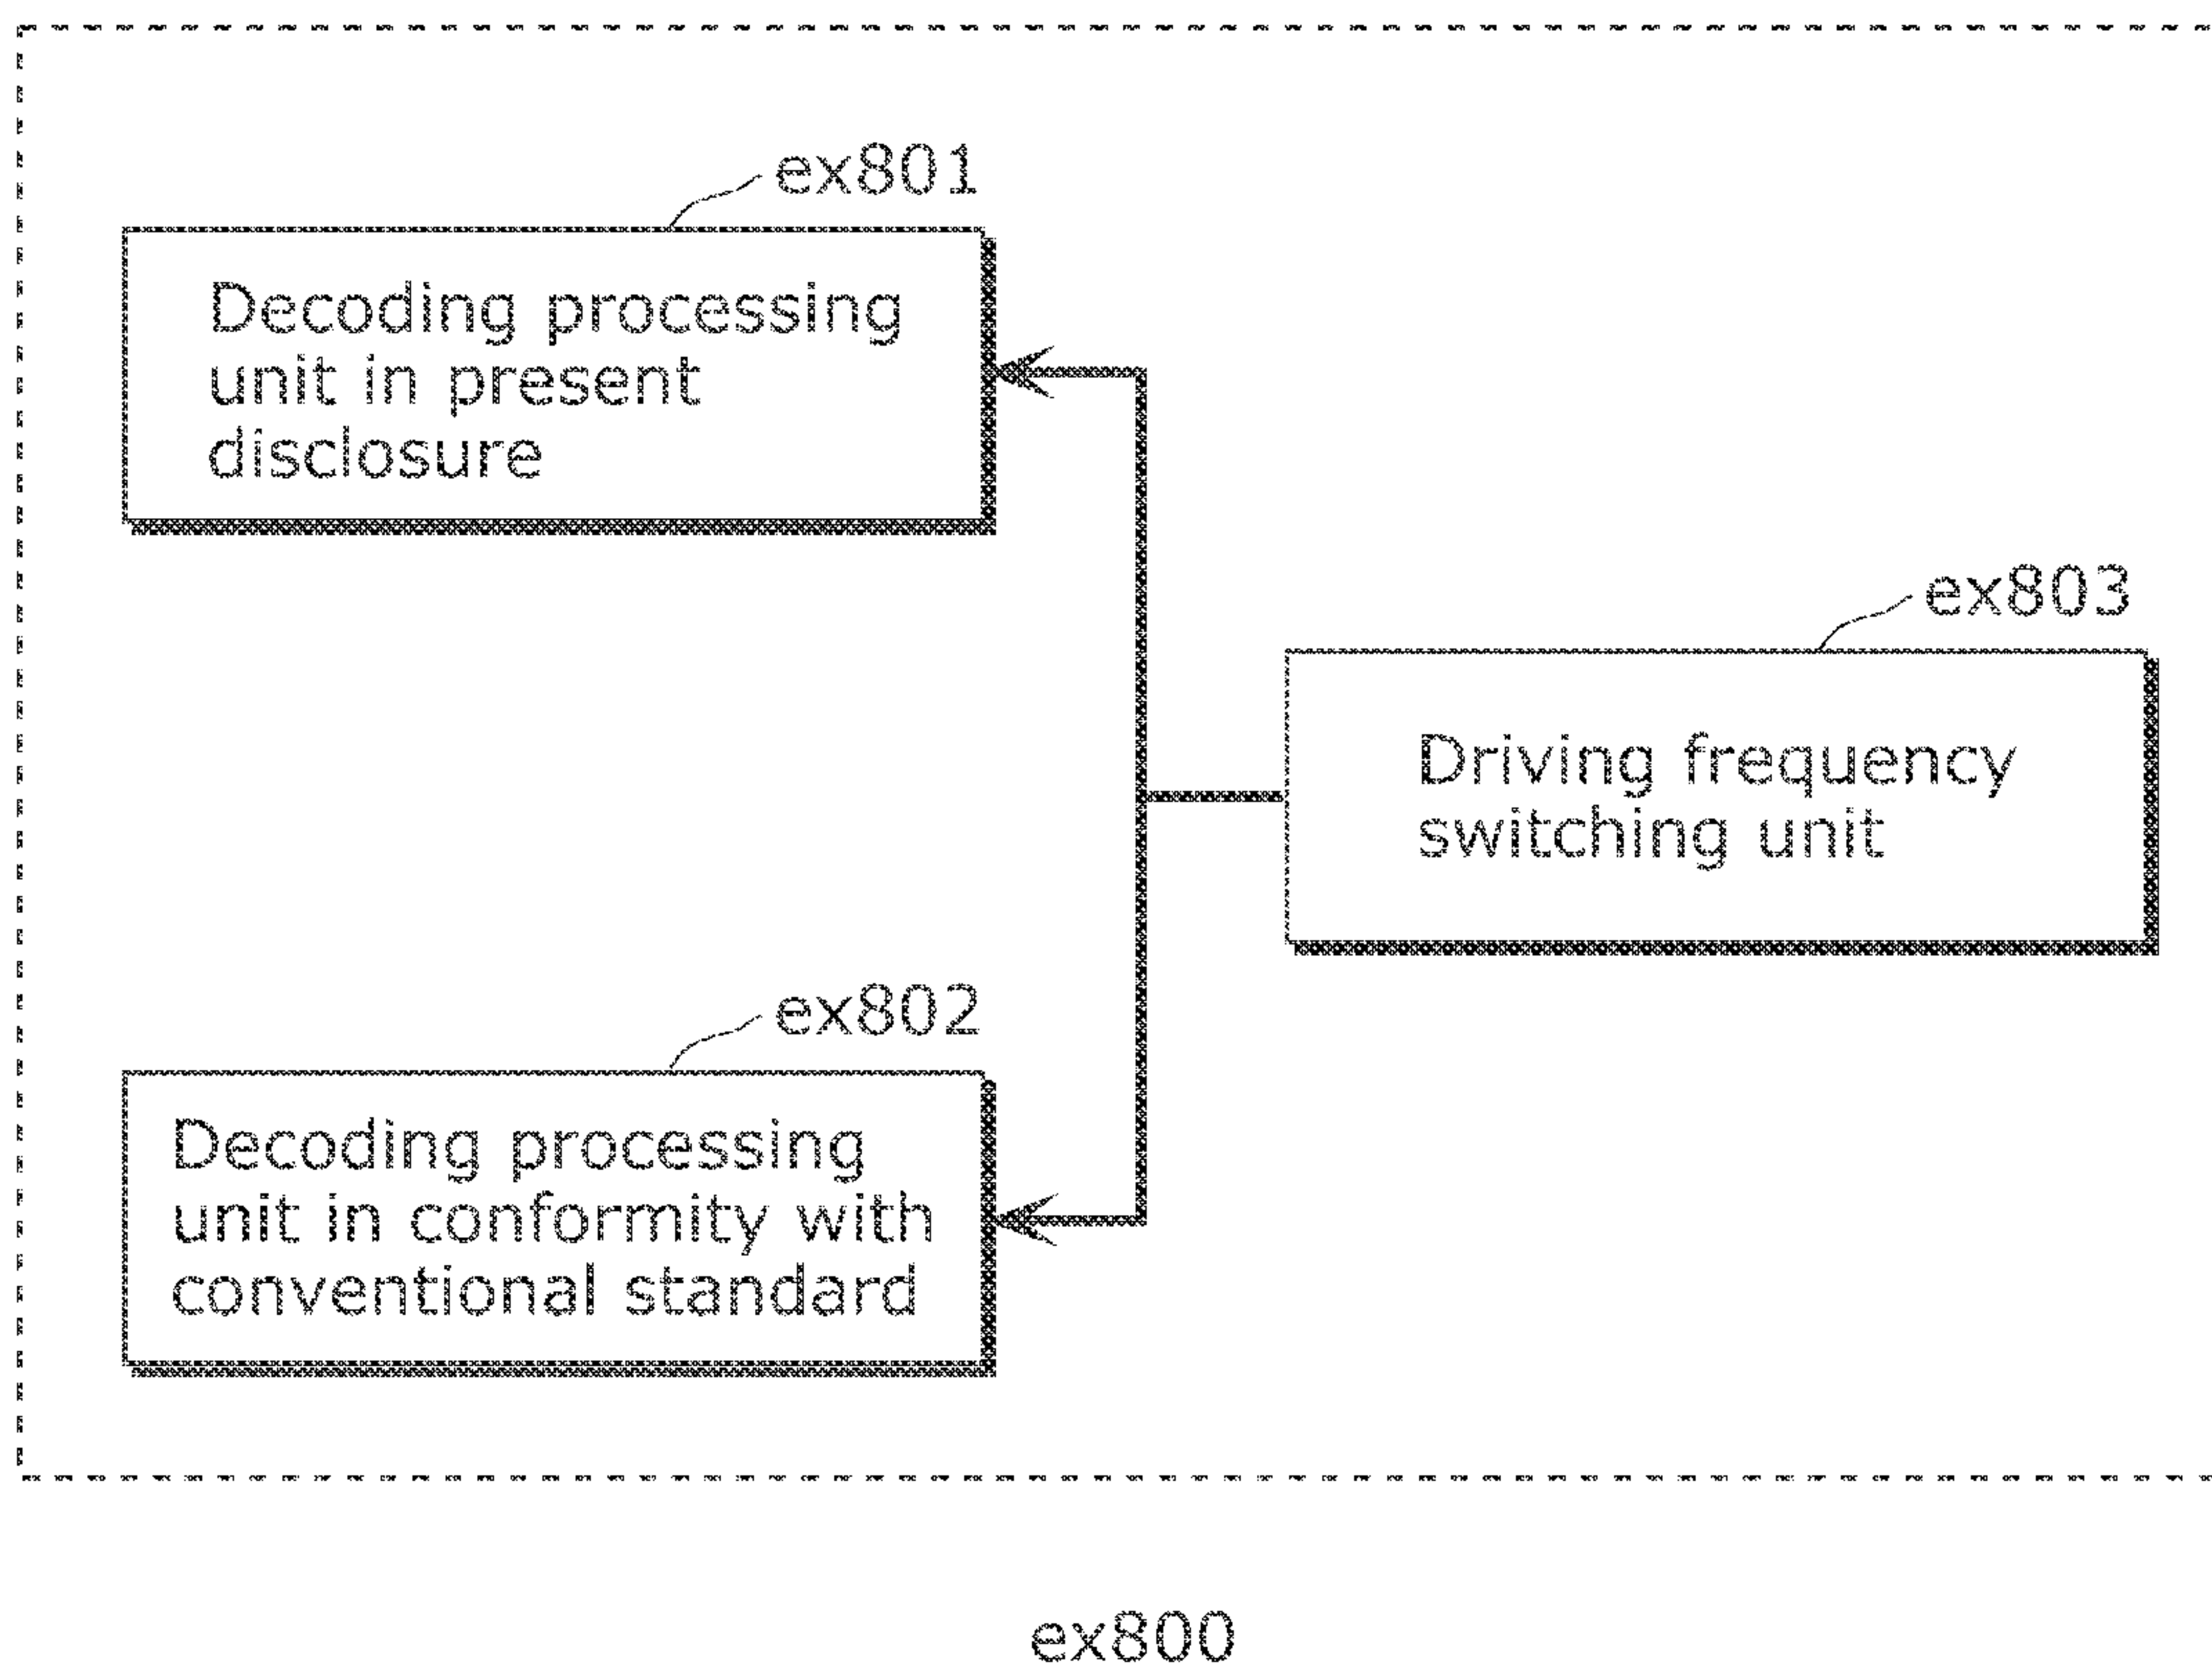 ex801
Decoding processing
unit in present
disclosure
ex803
Driving frequency
switching unit
ex802
Decoding processing
unit in conformity with
conventional standard
ex800